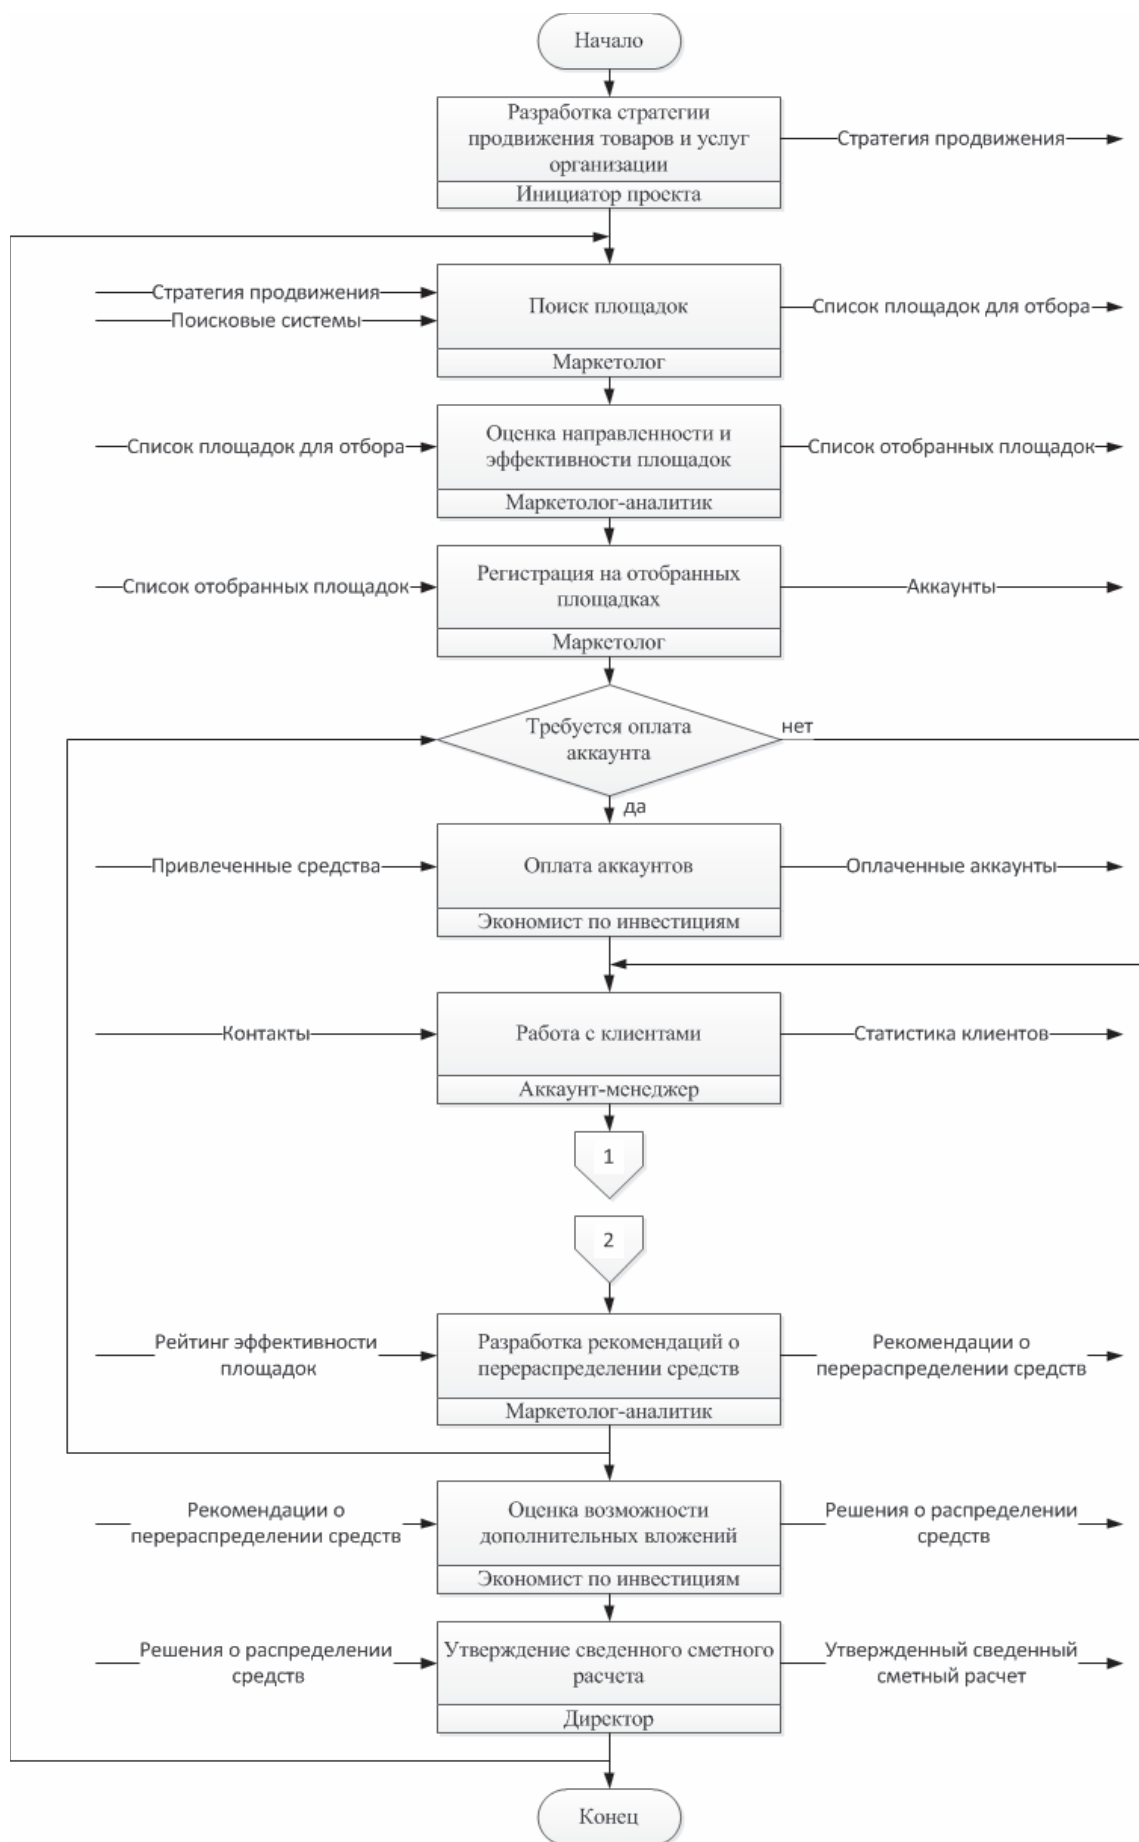 Начало
Разработка стратегии
продвижения товаров и услуг
организации
Инициатор проекта
Стратегия продвижения
Стратегия продвижения
Поисковые системы
Поиск площадок
Маркетолог
Список площадок для отбора
Список площадок для отбора
Оценка направленности и
эффективности площадок
Маркетолог-аналитик
Список отобранных площадок
Список отобранных площадок
Регистрация на отобранных
площадках
Маркетолог
Аккаунты
Требуется оплата
аккаунта
нет
да
Привлеченные средства
Оплата аккаунтов
Экономист по инвестициям
Оплаченные аккаунты
Контакты
Работа с клиентами
Аккаунт-менеджер
Статистика клиентов
1
2
Рейтинг эффективности
площадок
Разработка рекомендаций о
перераспределении средств
Маркетолог-аналитик
Рекомендации о
перераспределении средств
Рекомендации о
перераспределении средств
Оценка возможности
дополнительных вложений
Экономист по инвестициям
Решения о распределении
средств
Решения о распределении
средств
Утверждение сведенного сметного
расчета
Директор
Утвержденный сведенный
сметный расчет
Конец